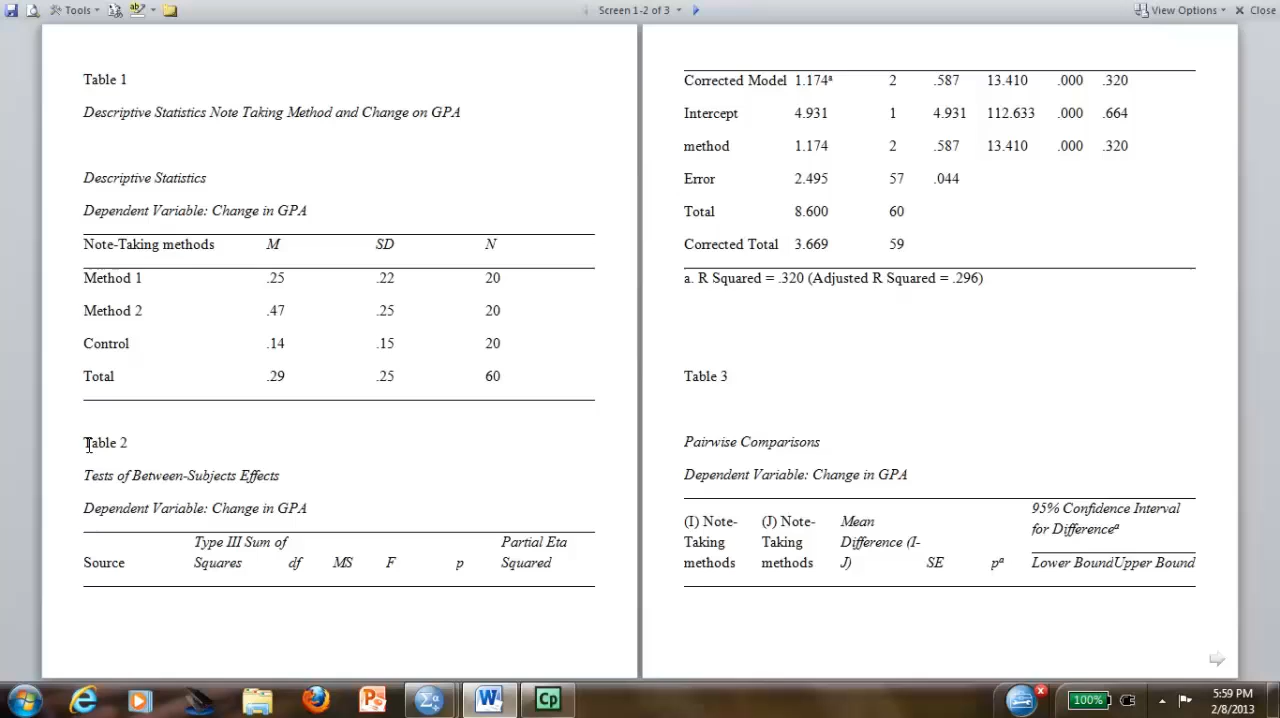 Tools
Screen 1-2 of 3
View Options
Close
Table 1
Descriptive Statistics Note Taking Method and Change on GPA
Descriptive Statistics
Dependent Variable: Change in GPA
Note-Taking methods M SD N
Method 1 .25 .22 20
Method 2 .47 .25 20
Control .14 .15 20
Total .29 .25 60
Table 2
Tests of Between-Subjects Effects
Dependent Variable: Change in GPA
Type III Sum of Partial Eta
Source Squares df MS F p Squared
Corrected Model 1.174ª 2 .587 13.410 .000 .320
Intercept 4.931 1 4.931 112.633 .000 .664
method 1.174 2 .587 13.410 .000 .320
Error 2.495 57 .044
Total 8.600 60
Corrected Total 3.669 59
a. R Squared = .320 (Adjusted R Squared = .296)
Table 3
Pairwise Comparisons
Dependent Variable: Change in GPA
95% Confidence Interval
(I) Note- (J) Note- Mean for Differenceª
Taking Taking Difference (I-
methods methods J) SE pª Lower BoundUpper Bound
100%
5:59 PM
2/8/2013
Cp